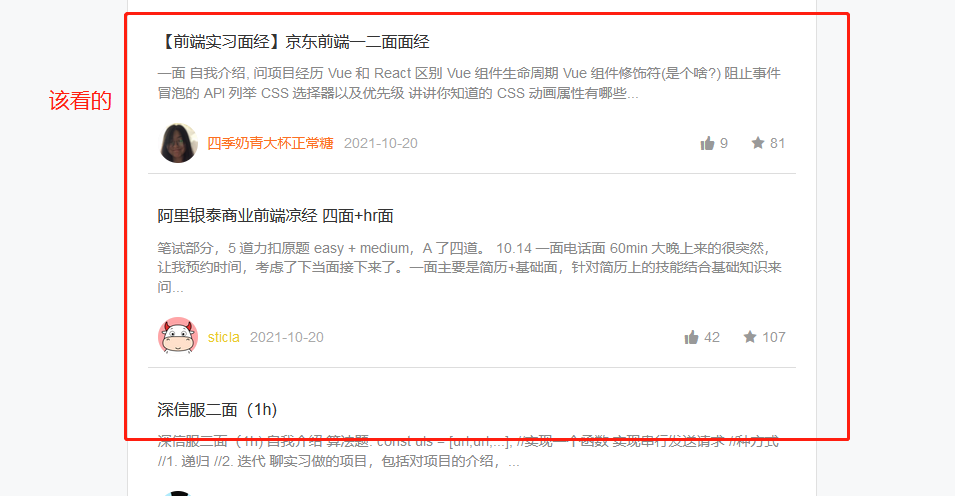 【前端实习面经】京东前端一二面面经
一面 自我介绍, 问项目经历 Vue 和 React 区别 Vue 组件生命周期 Vue 组件修饰符(是个啥?) 阻止事件
冒泡的 API 列举 CSS 选择器以及优先级 讲讲你知道的 CSS 动画属性有哪些...
该看的
四季奶青大杯正常糖 2021-10-20 9 81
阿里银泰商业前端凉经 四面+hr面
笔试部分，5 道力扣原题 easy + medium，A 了四道。 10.14 一面电话面 60min 大晚上来的很突然，
让我预约时间，考虑了下当面接下来了。一面主要是简历+基础面，针对简历上的技能结合基础知识来
问...
sticla 2021-10-20 42 107
深信服二面（1h）
深信服二面（1h) 自我介绍 算法题: const uls = [url,url,...], //实现一个函数 实现串行发送请求 //种方式
//1. 递归 //2. 迭代 聊实习做的项目，包括对项目的介绍，...